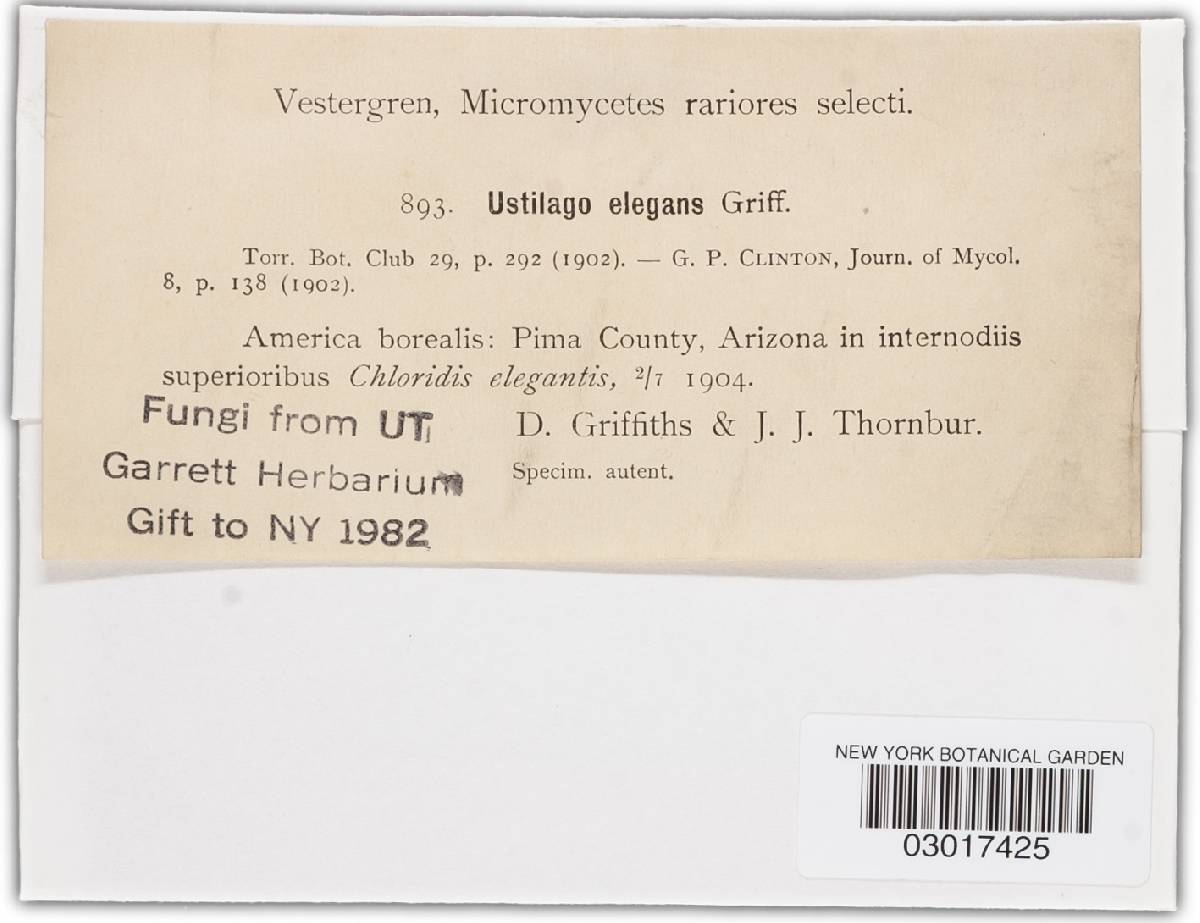 Vestergren, Micromycetes rariores selecti.
893. Ustilago elegans Griff.
Torr. Bot. Club 29, p. 292 (1902). — G. P. CLINTON, Journ. of Mycol.
8, p. 138 (1902).
America borealis: Pima County, Arizona in internodiis
superioribus Chloridis elegantis, 2/7 1904.
D. Griffiths & J. J. Thornbur.
Specim. autent.
Fungi from UT
Garrett Herbarium
Gift to NY 1982
NEW YORK BOTANICAL GARDEN
03017425